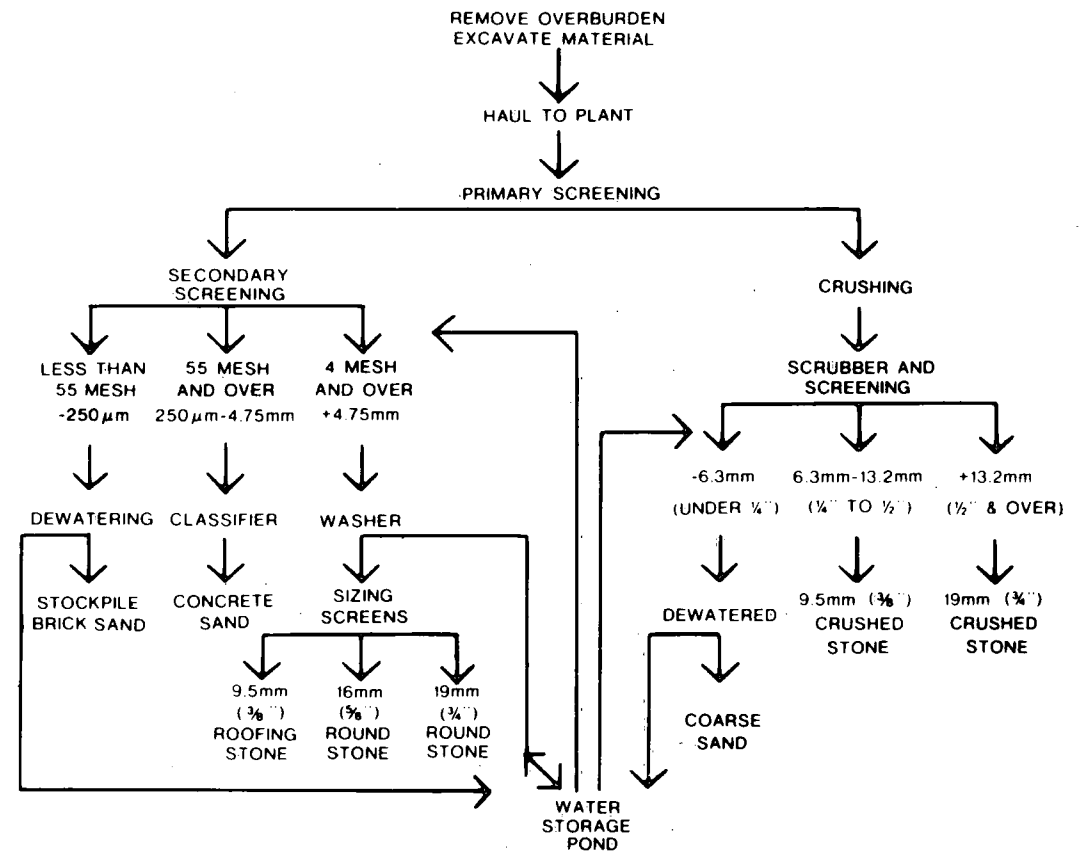 REMOVE OVERBURDEN
EXCAVATE MATERIAL
HAUL TO PLANT
PRIMARY SCREENING
SECONDARY
SCREENING
CRUSHING
LESS THAN
55 MESH
-250µm
55 MESH
AND OVER
250µm-4.75mm
4 MESH
AND OVER
+4.75mm
SCRUBBER AND
SCREENING
-6.3mm
(UNDER ¼")
6.3mm-13.2mm
(¼" TO ½")
+13.2mm
(½" & OVER)
DEWATERING
CLASSIFIER
WASHER
STOCKPILE
BRICK SAND
CONCRETE
SAND
SIZING
SCREENS
DEWATERED
9.5mm (⅜")
CRUSHED
STONE
19mm (¾")
CRUSHED
STONE
9.5mm
(⅜")
ROOFING
STONE
16mm
(⅝")
ROUND
STONE
19mm
(¾")
ROUND
STONE
COARSE
SAND
WATER
STORAGE
POND